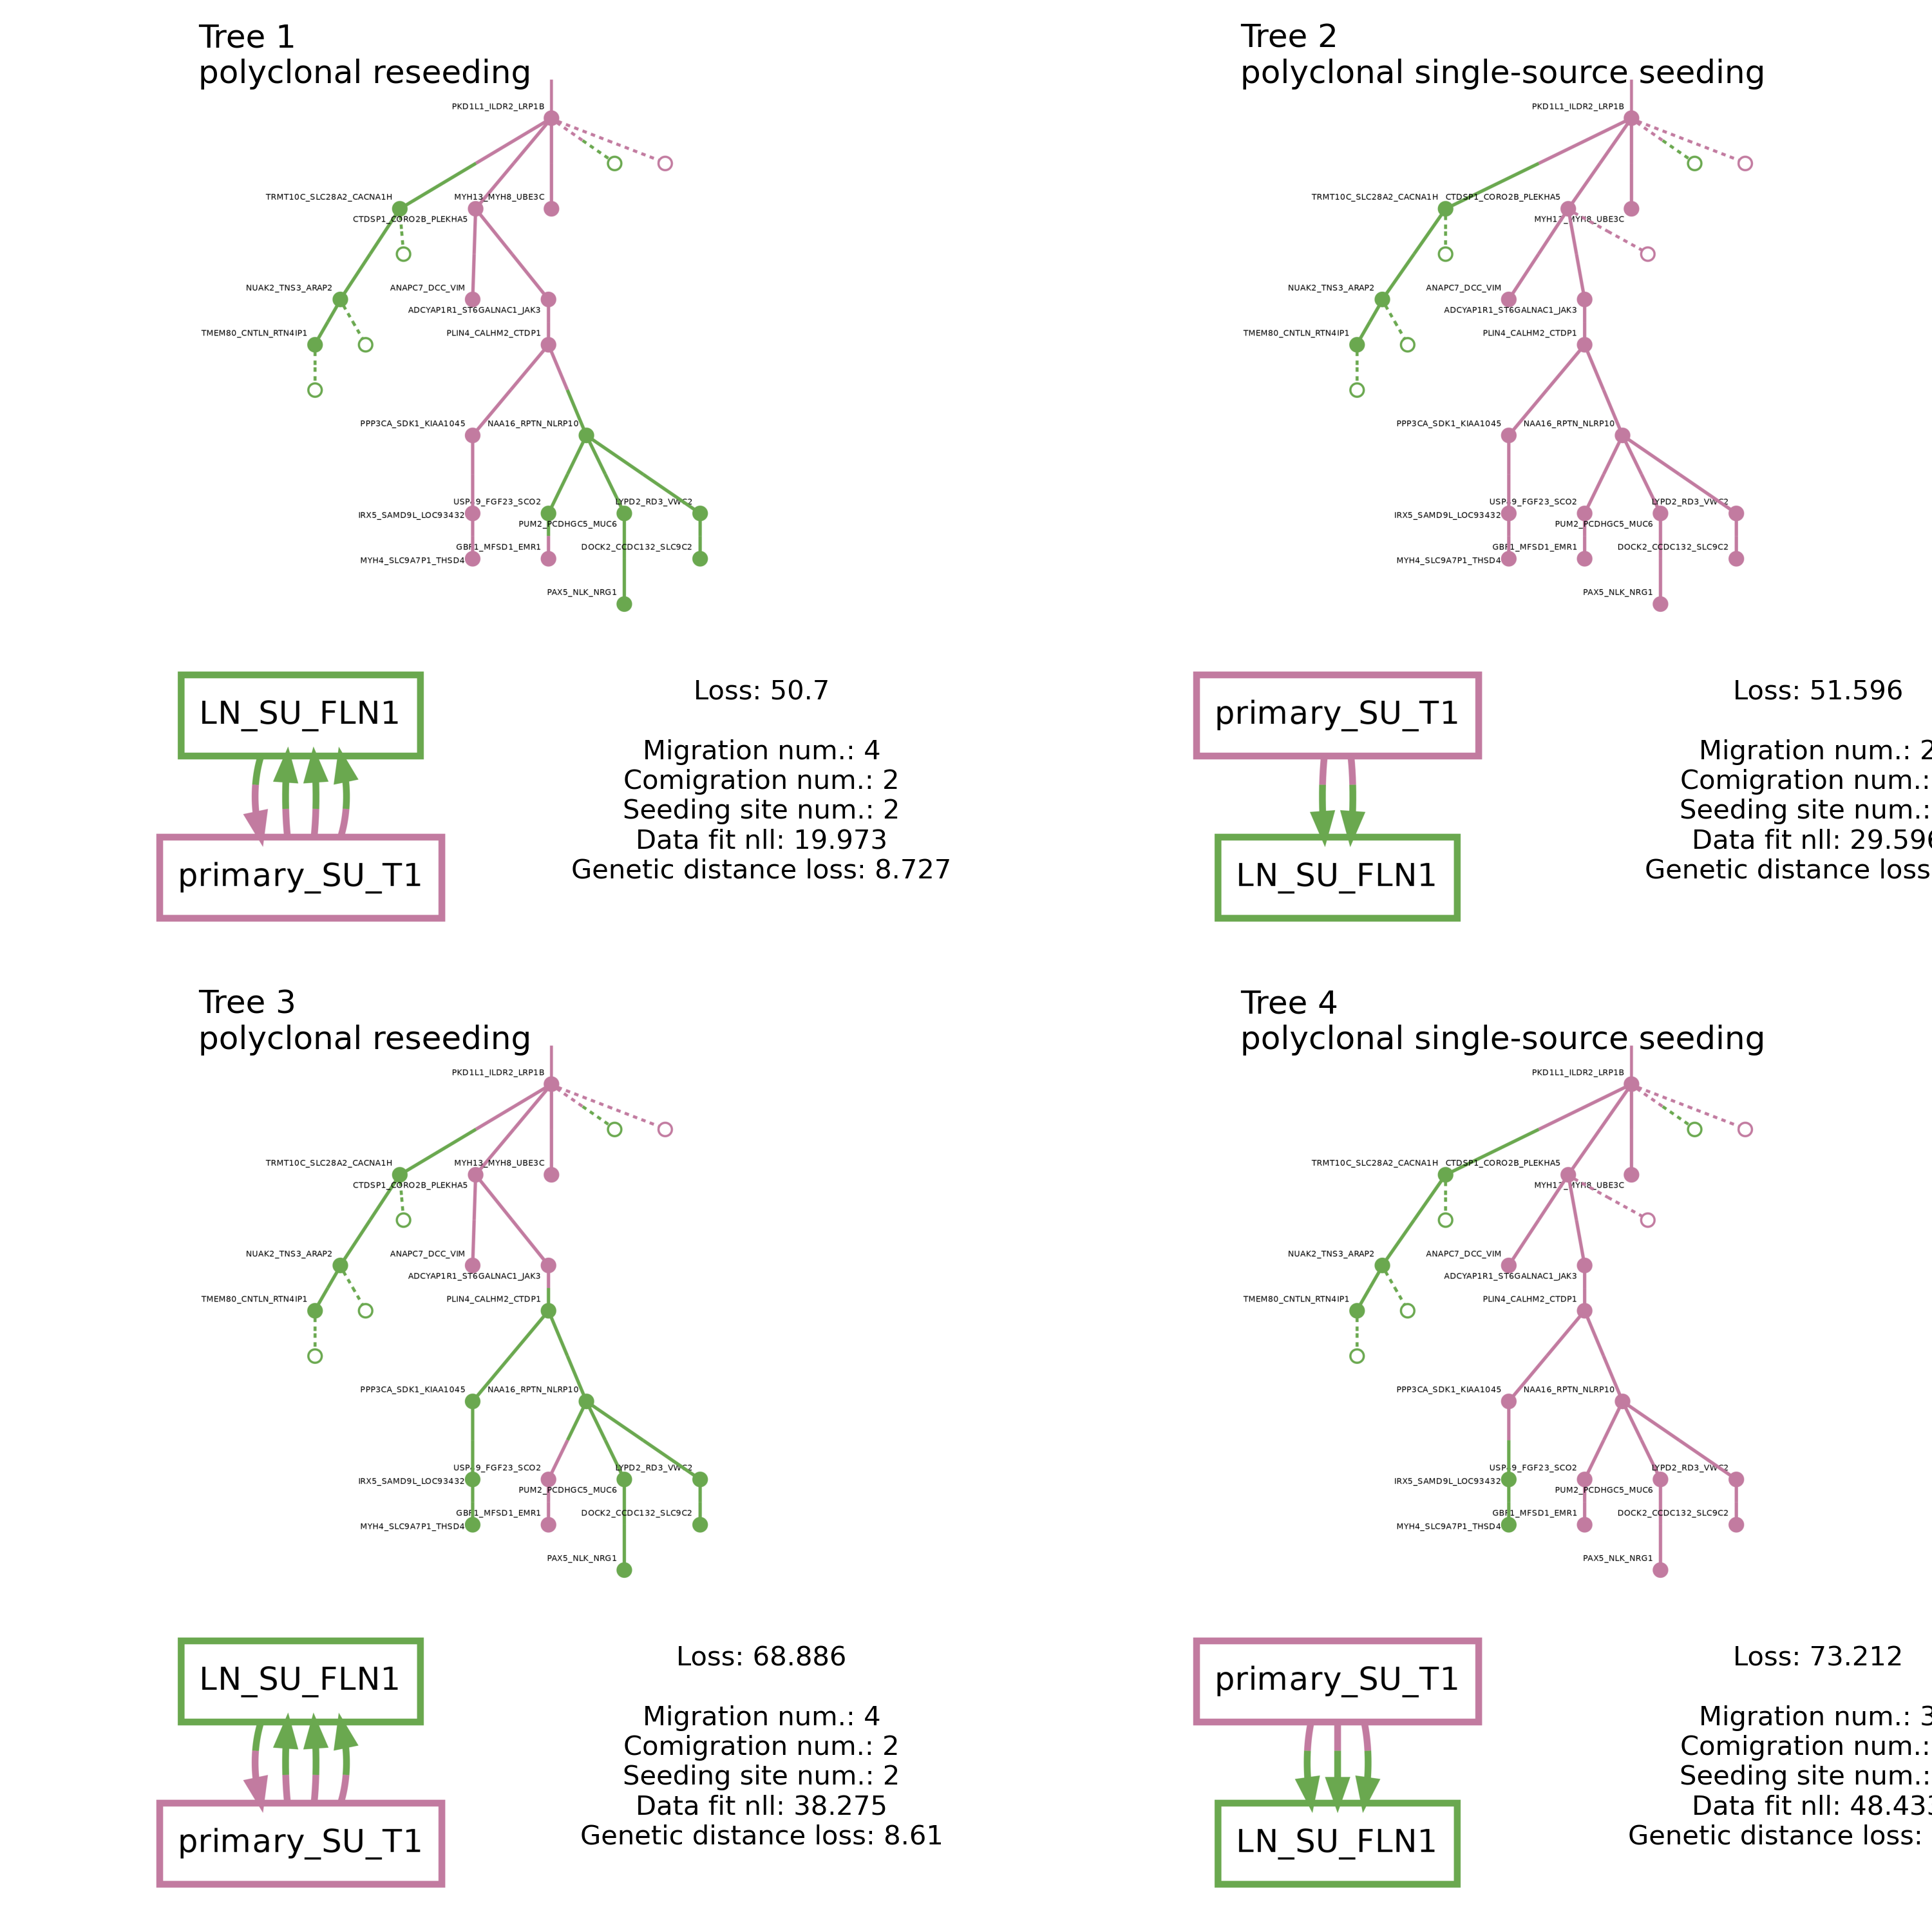 Tree 1
polyclonal reseeding
PKD1L1_ILDR2_LRP1B
TRMT10C_SLC28A2_CACNA1H
MYH13_MYH8_UBE3C
CTDSP1_CORO2B_PLEKHA5
NUAK2_TNS3_ARAP2
ANAPC7_DCC_VIM
ADCYAP1R1_ST6GALNAC1_JAK3
TMEM80_CNTLN_RTN4IP1
PLIN4_CALHM2_CTDP1
PPP3CA_SDK1_KIAA1045
NAA16_RPTN_NLRP10
USP49_FGF23_SCO2
LYPD2_RD3_VWC2
IRX5_SAMD9L_LOC93432
PUM2_PCDHGC5_MUC6
GBF1_MFSD1_EMR1
DOCK2_CCDC132_SLC9C2
MYH4_SLC9A7P1_THSD4
PAX5_NLK_NRG1
LN_SU_FLN1
primary_SU_T1
Loss: 50.7
Migration num.: 4
Comigration num.: 2
Seeding site num.: 2
Data fit nll: 19.973
Genetic distance loss: 8.727
Tree 2
polyclonal single-source seeding
PKD1L1_ILDR2_LRP1B
TRMT10C_SLC28A2_CACNA1H
CTDSP1_CORO2B_PLEKHA5
MYH13_MYH8_UBE3C
NUAK2_TNS3_ARAP2
ANAPC7_DCC_VIM
ADCYAP1R1_ST6GALNAC1_JAK3
TMEM80_CNTLN_RTN4IP1
PLIN4_CALHM2_CTDP1
PPP3CA_SDK1_KIAA1045
NAA16_RPTN_NLRP10
USP49_FGF23_SCO2
LYPD2_RD3_VWC2
IRX5_SAMD9L_LOC93432
PUM2_PCDHGC5_MUC6
GBF1_MFSD1_EMR1
DOCK2_CCDC132_SLC9C2
MYH4_SLC9A7P1_THSD4
PAX5_NLK_NRG1
primary_SU_T1
LN_SU_FLN1
Loss: 51.596
Migration num.: 2
Comigration num.:
Seeding site num.:
Data fit nll: 29.596
Genetic distance loss
Tree 3
polyclonal reseeding
PKD1L1_ILDR2_LRP1B
TRMT10C_SLC28A2_CACNA1H
MYH13_MYH8_UBE3C
CTDSP1_CORO2B_PLEKHA5
NUAK2_TNS3_ARAP2
ANAPC7_DCC_VIM
ADCYAP1R1_ST6GALNAC1_JAK3
TMEM80_CNTLN_RTN4IP1
PLIN4_CALHM2_CTDP1
PPP3CA_SDK1_KIAA1045
NAA16_RPTN_NLRP10
USP49_FGF23_SCO2
LYPD2_RD3_VWC2
IRX5_SAMD9L_LOC93432
PUM2_PCDHGC5_MUC6
GBF1_MFSD1_EMR1
DOCK2_CCDC132_SLC9C2
MYH4_SLC9A7P1_THSD4
PAX5_NLK_NRG1
LN_SU_FLN1
primary_SU_T1
Loss: 68.886
Migration num.: 4
Comigration num.: 2
Seeding site num.: 2
Data fit nll: 38.275
Genetic distance loss: 8.61
Tree 4
polyclonal single-source seeding
PKD1L1_ILDR2_LRP1B
TRMT10C_SLC28A2_CACNA1H
CTDSP1_CORO2B_PLEKHA5
MYH13_MYH8_UBE3C
NUAK2_TNS3_ARAP2
ANAPC7_DCC_VIM
ADCYAP1R1_ST6GALNAC1_JAK3
TMEM80_CNTLN_RTN4IP1
PLIN4_CALHM2_CTDP1
PPP3CA_SDK1_KIAA1045
NAA16_RPTN_NLRP10
USP49_FGF23_SCO2
LYPD2_RD3_VWC2
IRX5_SAMD9L_LOC93432
PUM2_PCDHGC5_MUC6
GBF1_MFSD1_EMR1
DOCK2_CCDC132_SLC9C2
MYH4_SLC9A7P1_THSD4
PAX5_NLK_NRG1
primary_SU_T1
LN_SU_FLN1
Loss: 73.212
Migration num.: 3
Comigration num.:
Seeding site num.:
Data fit nll: 48.433
Genetic distance loss: